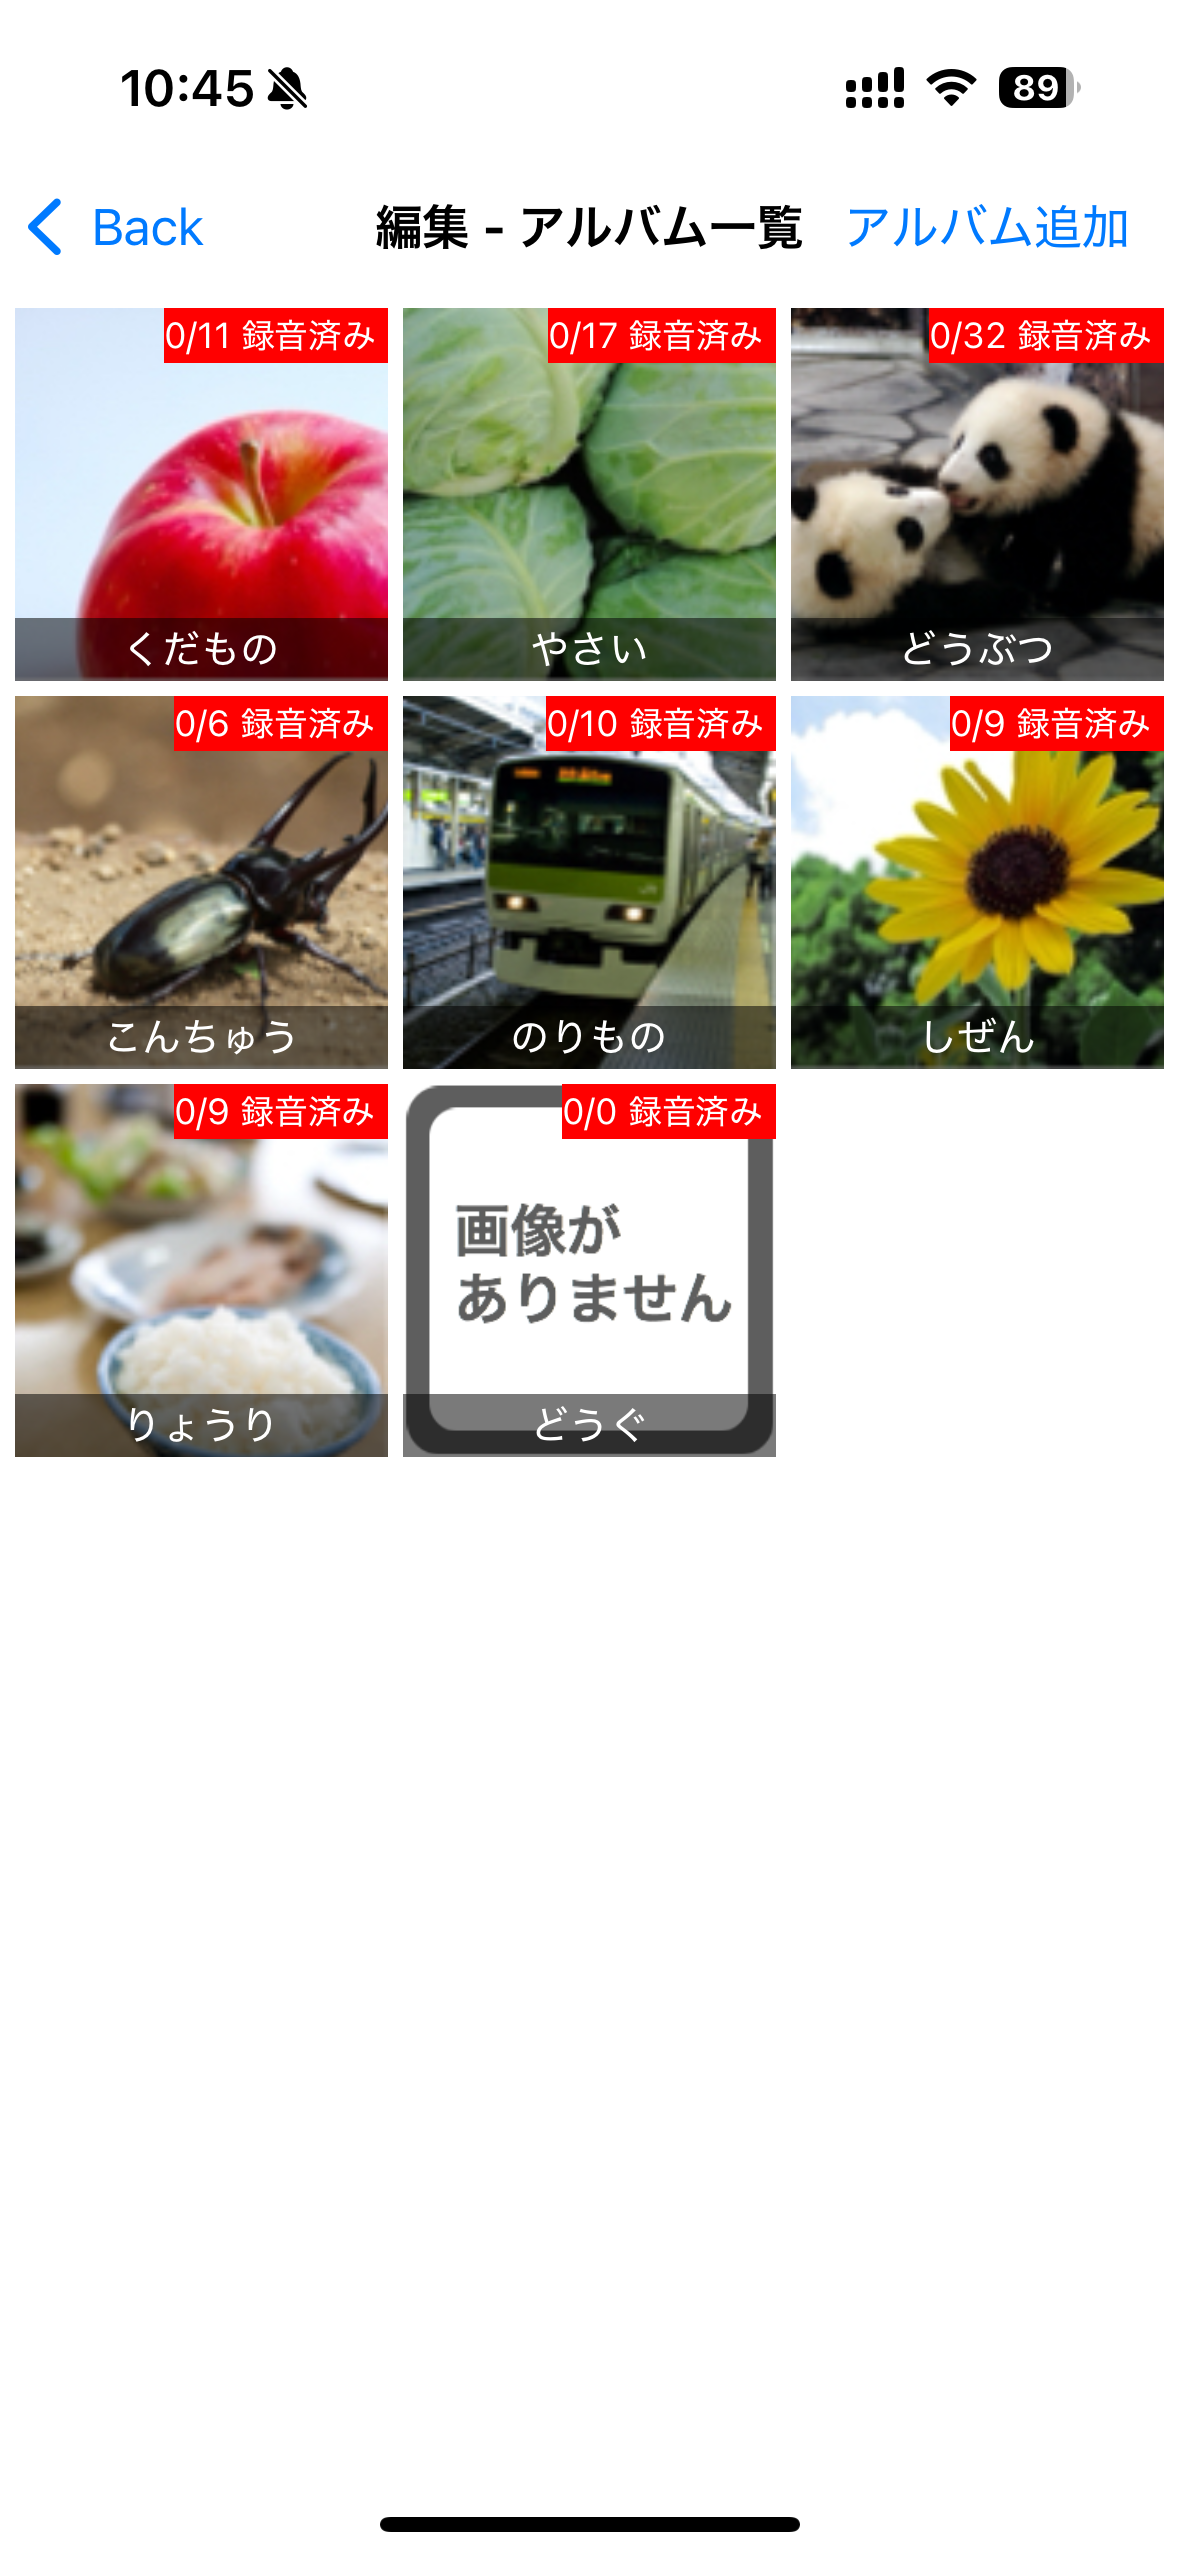 10:45
89
Back
編集 - アルバム一覧
アルバム追加
0/11 録音済み
くだもの
0/17 録音済み
やさい
0/32 録音済み
どうぶつ
0/6 録音済み
こんちゅう
0/10 録音済み
のりもの
0/9 録音済み
しぜん
0/9 録音済み
りょうり
0/0 録音済み
画像が
ありません
どうぐ